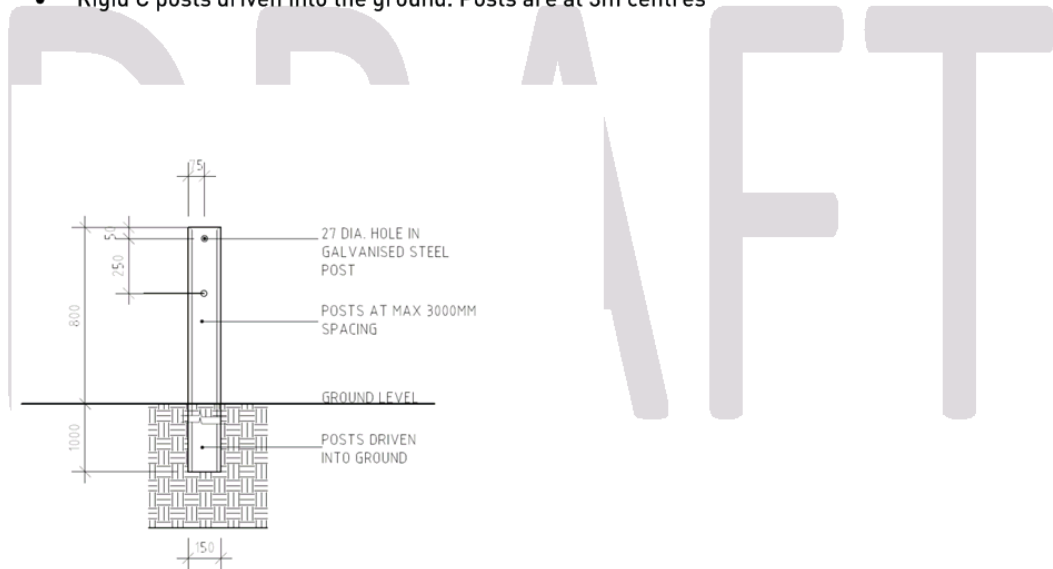 • Rigid C posts driven into the ground. Posts are at 3m centres
DRAFT
75
50
27 DIA. HOLE IN
GALVANISED STEEL
POST
250
800
POSTS AT MAX 3000MM
SPACING
GROUND LEVEL
1000
POSTS DRIVEN
INTO GROUND
150